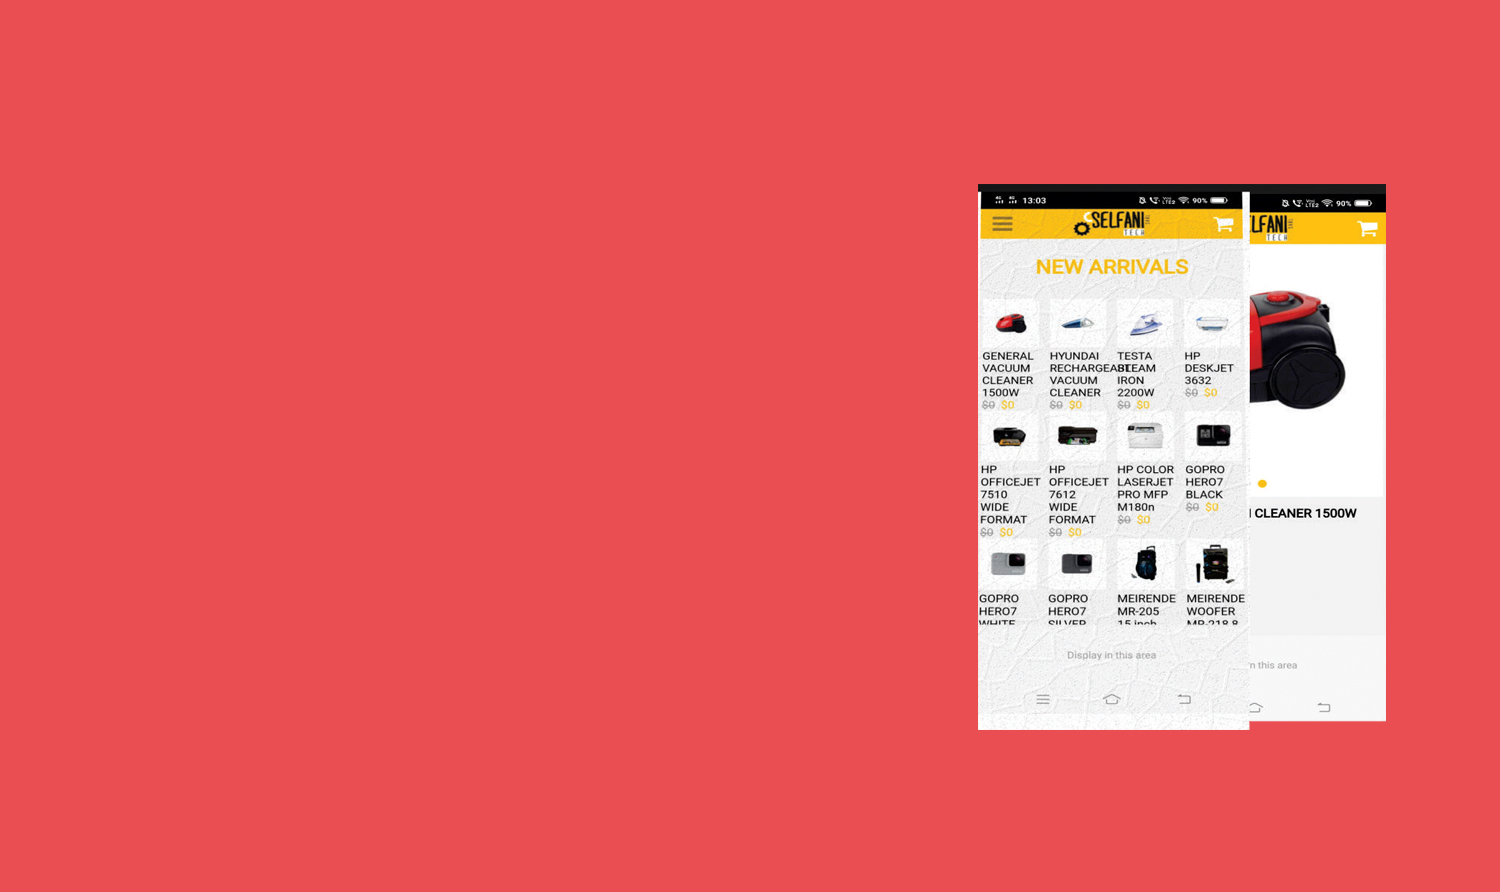 13:03
90%
SELFANI
TECH
NEW ARRIVALS
GENERAL
VACUUM
CLEANER
1500W
$0 $0
HYUNDAI
RECHARGEABLE
VACUUM
CLEANER
$0 $0
TESTA
STEAM
IRON
2200W
$0 $0
HP
DESKJET
3632
$0 $0
HP
OFFICEJET
7510
WIDE
FORMAT
$0 $0
HP
OFFICEJET
7612
WIDE
FORMAT
$0 $0
HP COLOR
LASERJET
PRO MFP
M180n
$0 $0
GOPRO
HERO7
BLACK
$0 $0
GOPRO
HERO7
WHITE
GOPRO
HERO7
SILVER
MEIRENDE
MR-205
15 inch
MEIRENDE
WOOFER
MR-218 8
Display in this area
90%
LFANI
TECH
CLEANER 1500W
this area